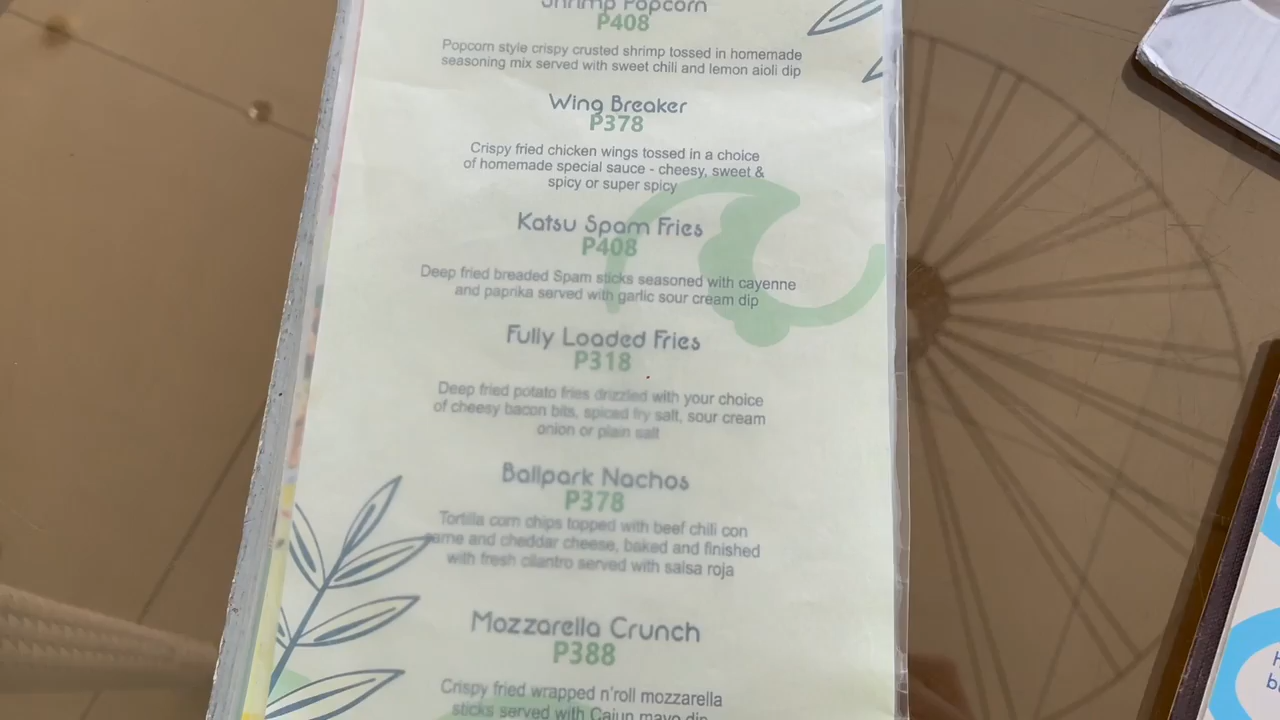 Shrimp Popcorn
P408
Popcorn style crispy crusted shrimp tossed in homemade
seasoning mix served with sweet chili and lemon aioli dip
Wing Breaker
P378
Crispy fried chicken wings tossed in a choice
of homemade special sauce - cheesy, sweet &
spicy or super spicy
Katsu Spam Fries
P408
Deep fried breaded Spam sticks seasoned with cayenne
and paprika served with garlic sour cream dip
Fully Loaded Fries
P318
Deep fried potato fries drizzled with your choice
of cheesy bacon bits, spiced fry salt, sour cream
onion or plain salt
Ballpark Nachos
P378
Tortilla corn chips topped with beef chili con
carne and cheddar cheese, baked and finished
with fresh cilantro served with salsa roja
Mozzarella Crunch
P388
Crispy fried wrapped n'roll mozzarella
sticks served with Cajun mayo dip